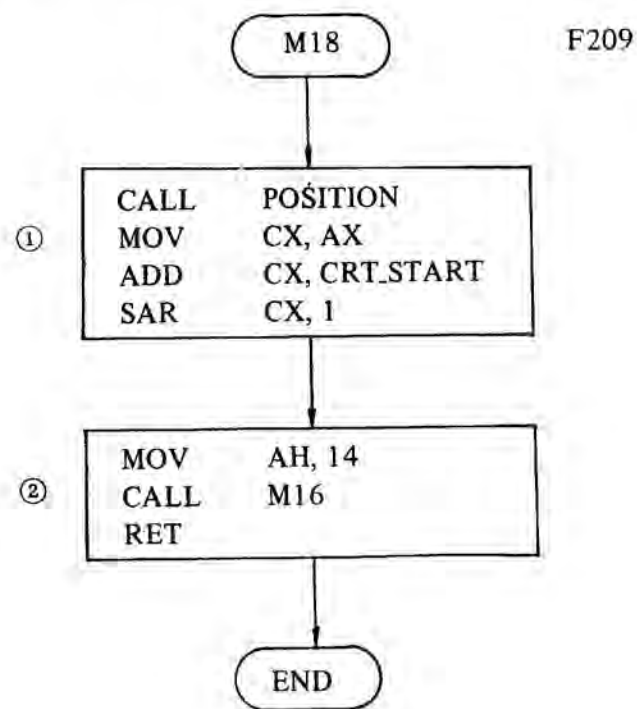 M18 F209
① CALL POSITION
MOV CX, AX
ADD CX, CRT_START
SAR CX, 1
② MOV AH, 14
CALL M16
RET
END